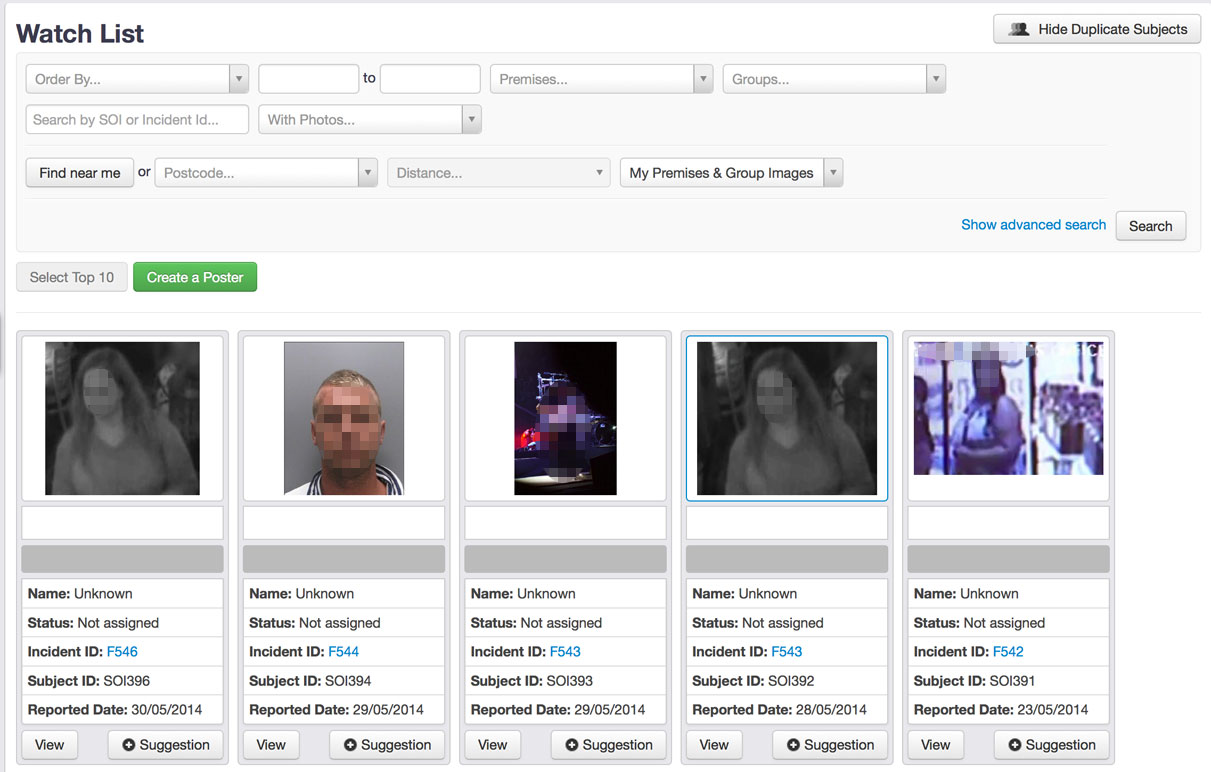 Watch List
Hide Duplicate Subjects
Order By... to Premises... Groups...
Search by SOI or Incident Id... With Photos...
Find near me or Postcode... Distance... My Premises & Group Images
Show advanced search Search
Select Top 10 Create a Poster
Name: Unknown Name: Unknown Name: Unknown Name: Unknown Name: Unknown
Status: Not assigned Status: Not assigned Status: Not assigned Status: Not assigned Status: Not assigned
Incident ID: F546 Incident ID: F544 Incident ID: F543 Incident ID: F543 Incident ID: F542
Subject ID: SOI396 Subject ID: SOI394 Subject ID: SOI393 Subject ID: SOI392 Subject ID: SOI391
Reported Date: 30/05/2014 Reported Date: 29/05/2014 Reported Date: 29/05/2014 Reported Date: 28/05/2014 Reported Date: 23/05/2014
View Suggestion View Suggestion View Suggestion View Suggestion View Suggestion